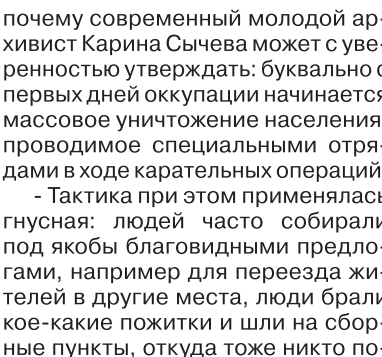 почему современный молодой ар-
хивист Карина Сычева может с уве-
ренностью утверждать: буквально с
первых дней оккупации начинается
массовое уничтожение населения,
проводимое специальными отря-
дами в ходе карательных операций.
- Тактика при этом применялась
гнусная: людей часто собирали
под якобы благовидными предло-
гами, например для переезда жи-
телей в другие места, люди брали
кое-какие пожитки и шли на сбор-
ные пункты, откуда тоже никто по-